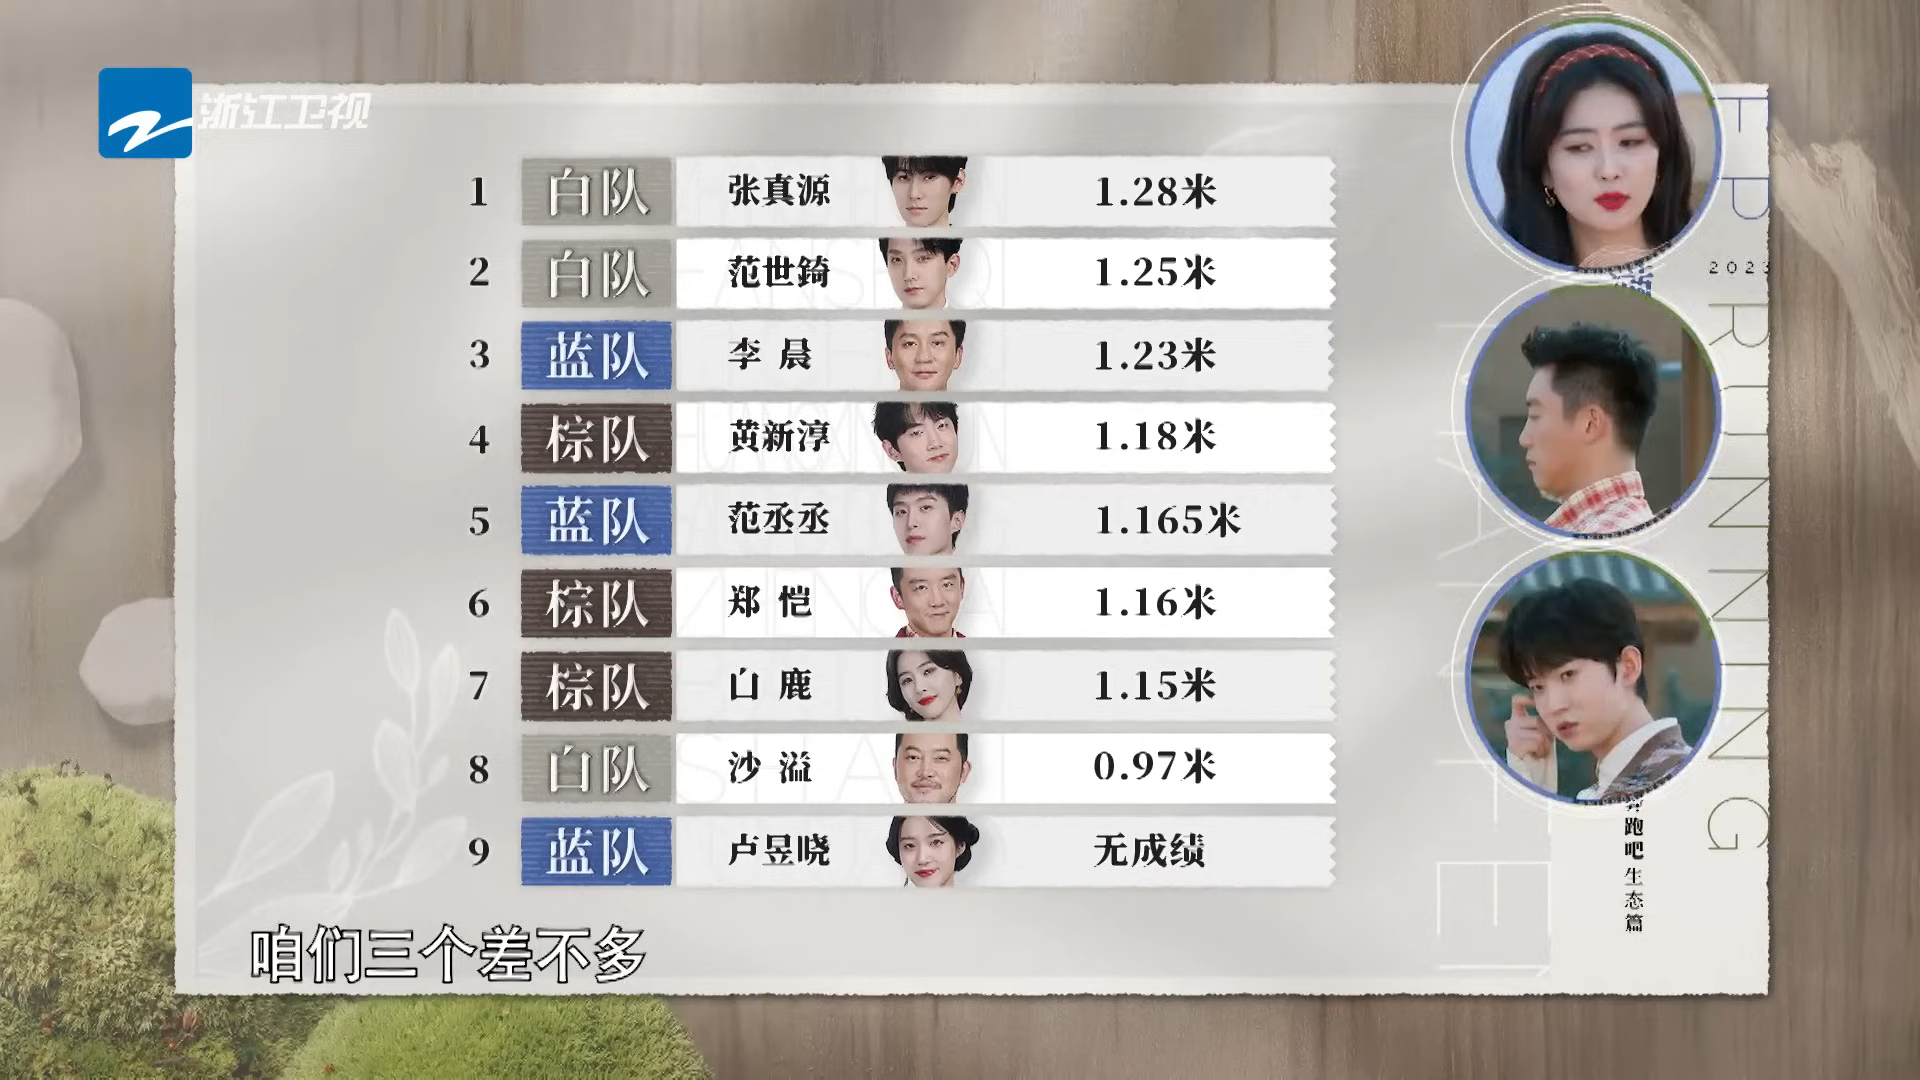 浙江卫视
1 白队 张真源 1.28米
2 白队 范世錡 1.25米
3 蓝队 李晨 1.23米
4 棕队 黄新淳 1.18米
5 蓝队 范丞丞 1.165米
6 棕队 郑恺 1.16米
7 棕队 白鹿 1.15米
8 白队 沙溢 0.97米
9 蓝队 卢昱晓 无成绩
咱们三个差不多
2023
EP RUNNING
奔跑吧生态篇